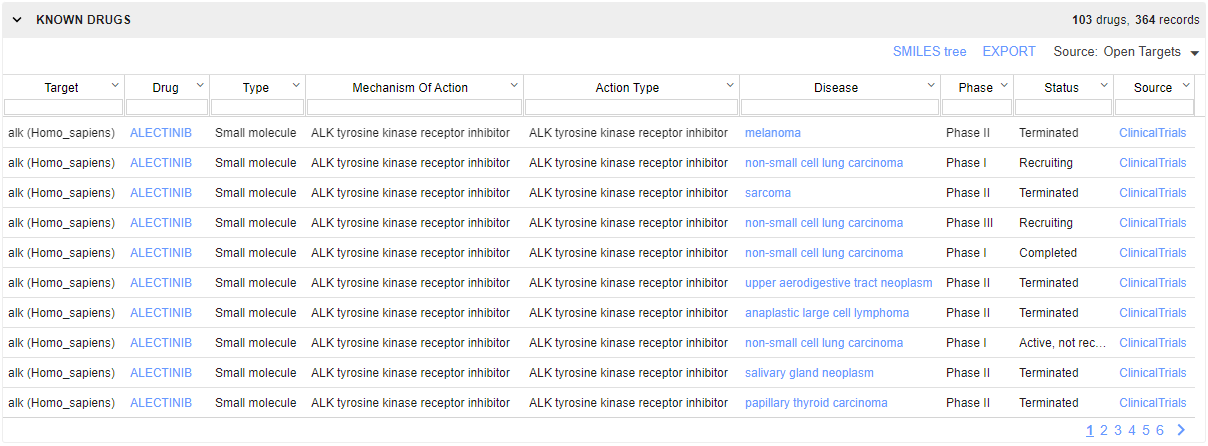 KNOWN DRUGS 103 drugs, 364 records
SMILES tree EXPORT Source: Open Targets
Target Drug Type Mechanism Of Action Action Type Disease Phase Status Source
alk (Homo_sapiens) ALECTINIB Small molecule ALK tyrosine kinase receptor inhibitor ALK tyrosine kinase receptor inhibitor melanoma Phase II Terminated ClinicalTrials
alk (Homo_sapiens) ALECTINIB Small molecule ALK tyrosine kinase receptor inhibitor ALK tyrosine kinase receptor inhibitor non-small cell lung carcinoma Phase I Recruiting ClinicalTrials
alk (Homo_sapiens) ALECTINIB Small molecule ALK tyrosine kinase receptor inhibitor ALK tyrosine kinase receptor inhibitor sarcoma Phase II Terminated ClinicalTrials
alk (Homo_sapiens) ALECTINIB Small molecule ALK tyrosine kinase receptor inhibitor ALK tyrosine kinase receptor inhibitor non-small cell lung carcinoma Phase III Recruiting ClinicalTrials
alk (Homo_sapiens) ALECTINIB Small molecule ALK tyrosine kinase receptor inhibitor ALK tyrosine kinase receptor inhibitor non-small cell lung carcinoma Phase I Completed ClinicalTrials
alk (Homo_sapiens) ALECTINIB Small molecule ALK tyrosine kinase receptor inhibitor ALK tyrosine kinase receptor inhibitor upper aerodigestive tract neoplasm Phase II Terminated ClinicalTrials
alk (Homo_sapiens) ALECTINIB Small molecule ALK tyrosine kinase receptor inhibitor ALK tyrosine kinase receptor inhibitor anaplastic large cell lymphoma Phase II Terminated ClinicalTrials
alk (Homo_sapiens) ALECTINIB Small molecule ALK tyrosine kinase receptor inhibitor ALK tyrosine kinase receptor inhibitor non-small cell lung carcinoma Phase I Active, not rec... ClinicalTrials
alk (Homo_sapiens) ALECTINIB Small molecule ALK tyrosine kinase receptor inhibitor ALK tyrosine kinase receptor inhibitor salivary gland neoplasm Phase II Terminated ClinicalTrials
alk (Homo_sapiens) ALECTINIB Small molecule ALK tyrosine kinase receptor inhibitor ALK tyrosine kinase receptor inhibitor papillary thyroid carcinoma Phase II Terminated ClinicalTrials
1 2 3 4 5 6